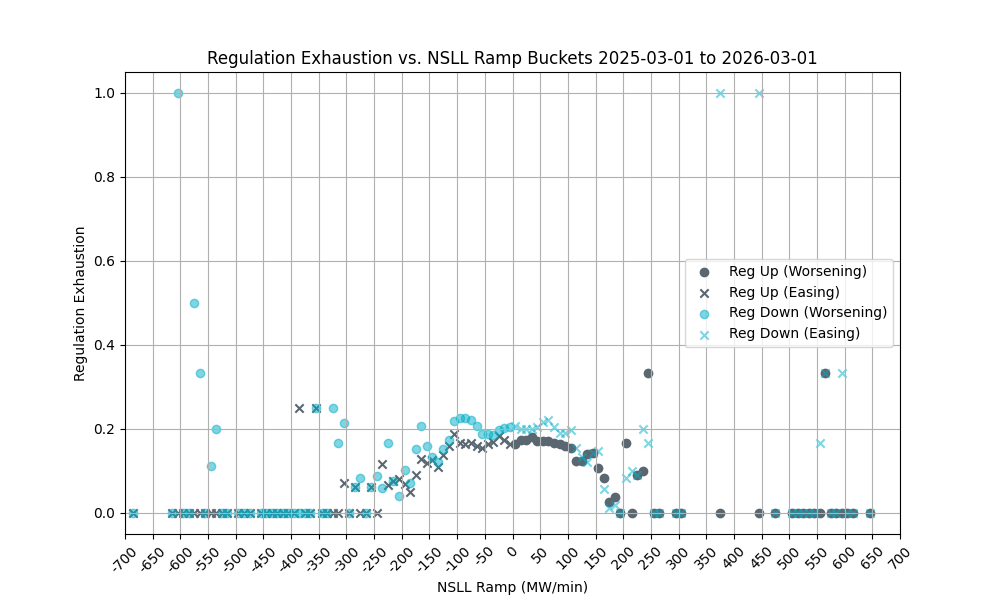 Regulation Exhaustion vs. NSLL Ramp Buckets 2025-03-01 to 2026-03-01
1.0
0.8
0.6
0.4
0.2
0.0
Regulation Exhaustion
Reg Up (Worsening)
Reg Up (Easing)
Reg Down (Worsening)
Reg Down (Easing)
-700 -650 -600 -550 -500 -450 -400 -350 -300 -250 -200 -150 -100 -50 0 50 100 150 200 250 300 350 400 450 500 550 600 650 700
NSLL Ramp (MW/min)